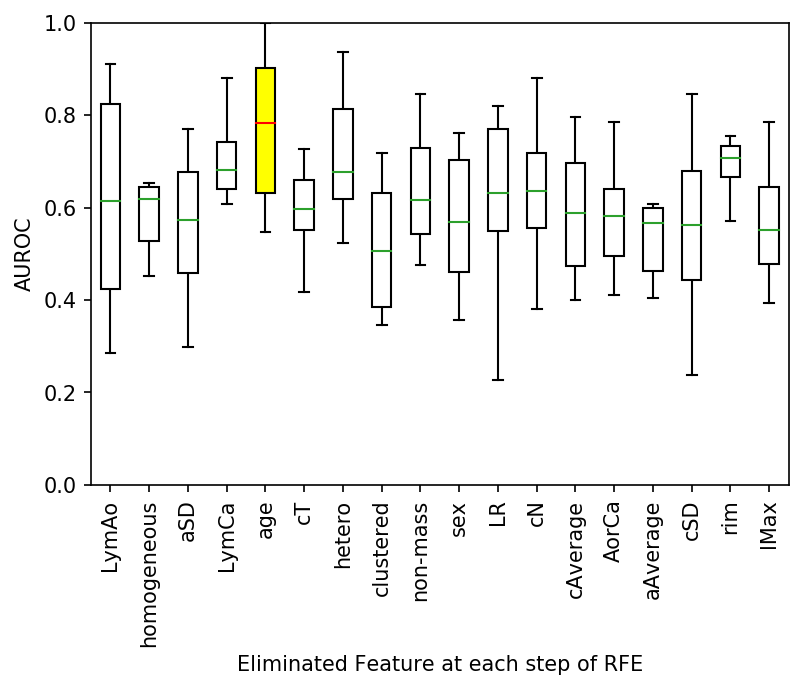 1.0
0.8
0.6
0.4
0.2
0.0
AUROC
LymAo
homogeneous
aSD
LymCa
age
cT
hetero
clustered
non-mass
sex
LR
cN
cAverage
AorCa
aAverage
cSD
rim
lMax
Eliminated Feature at each step of RFE